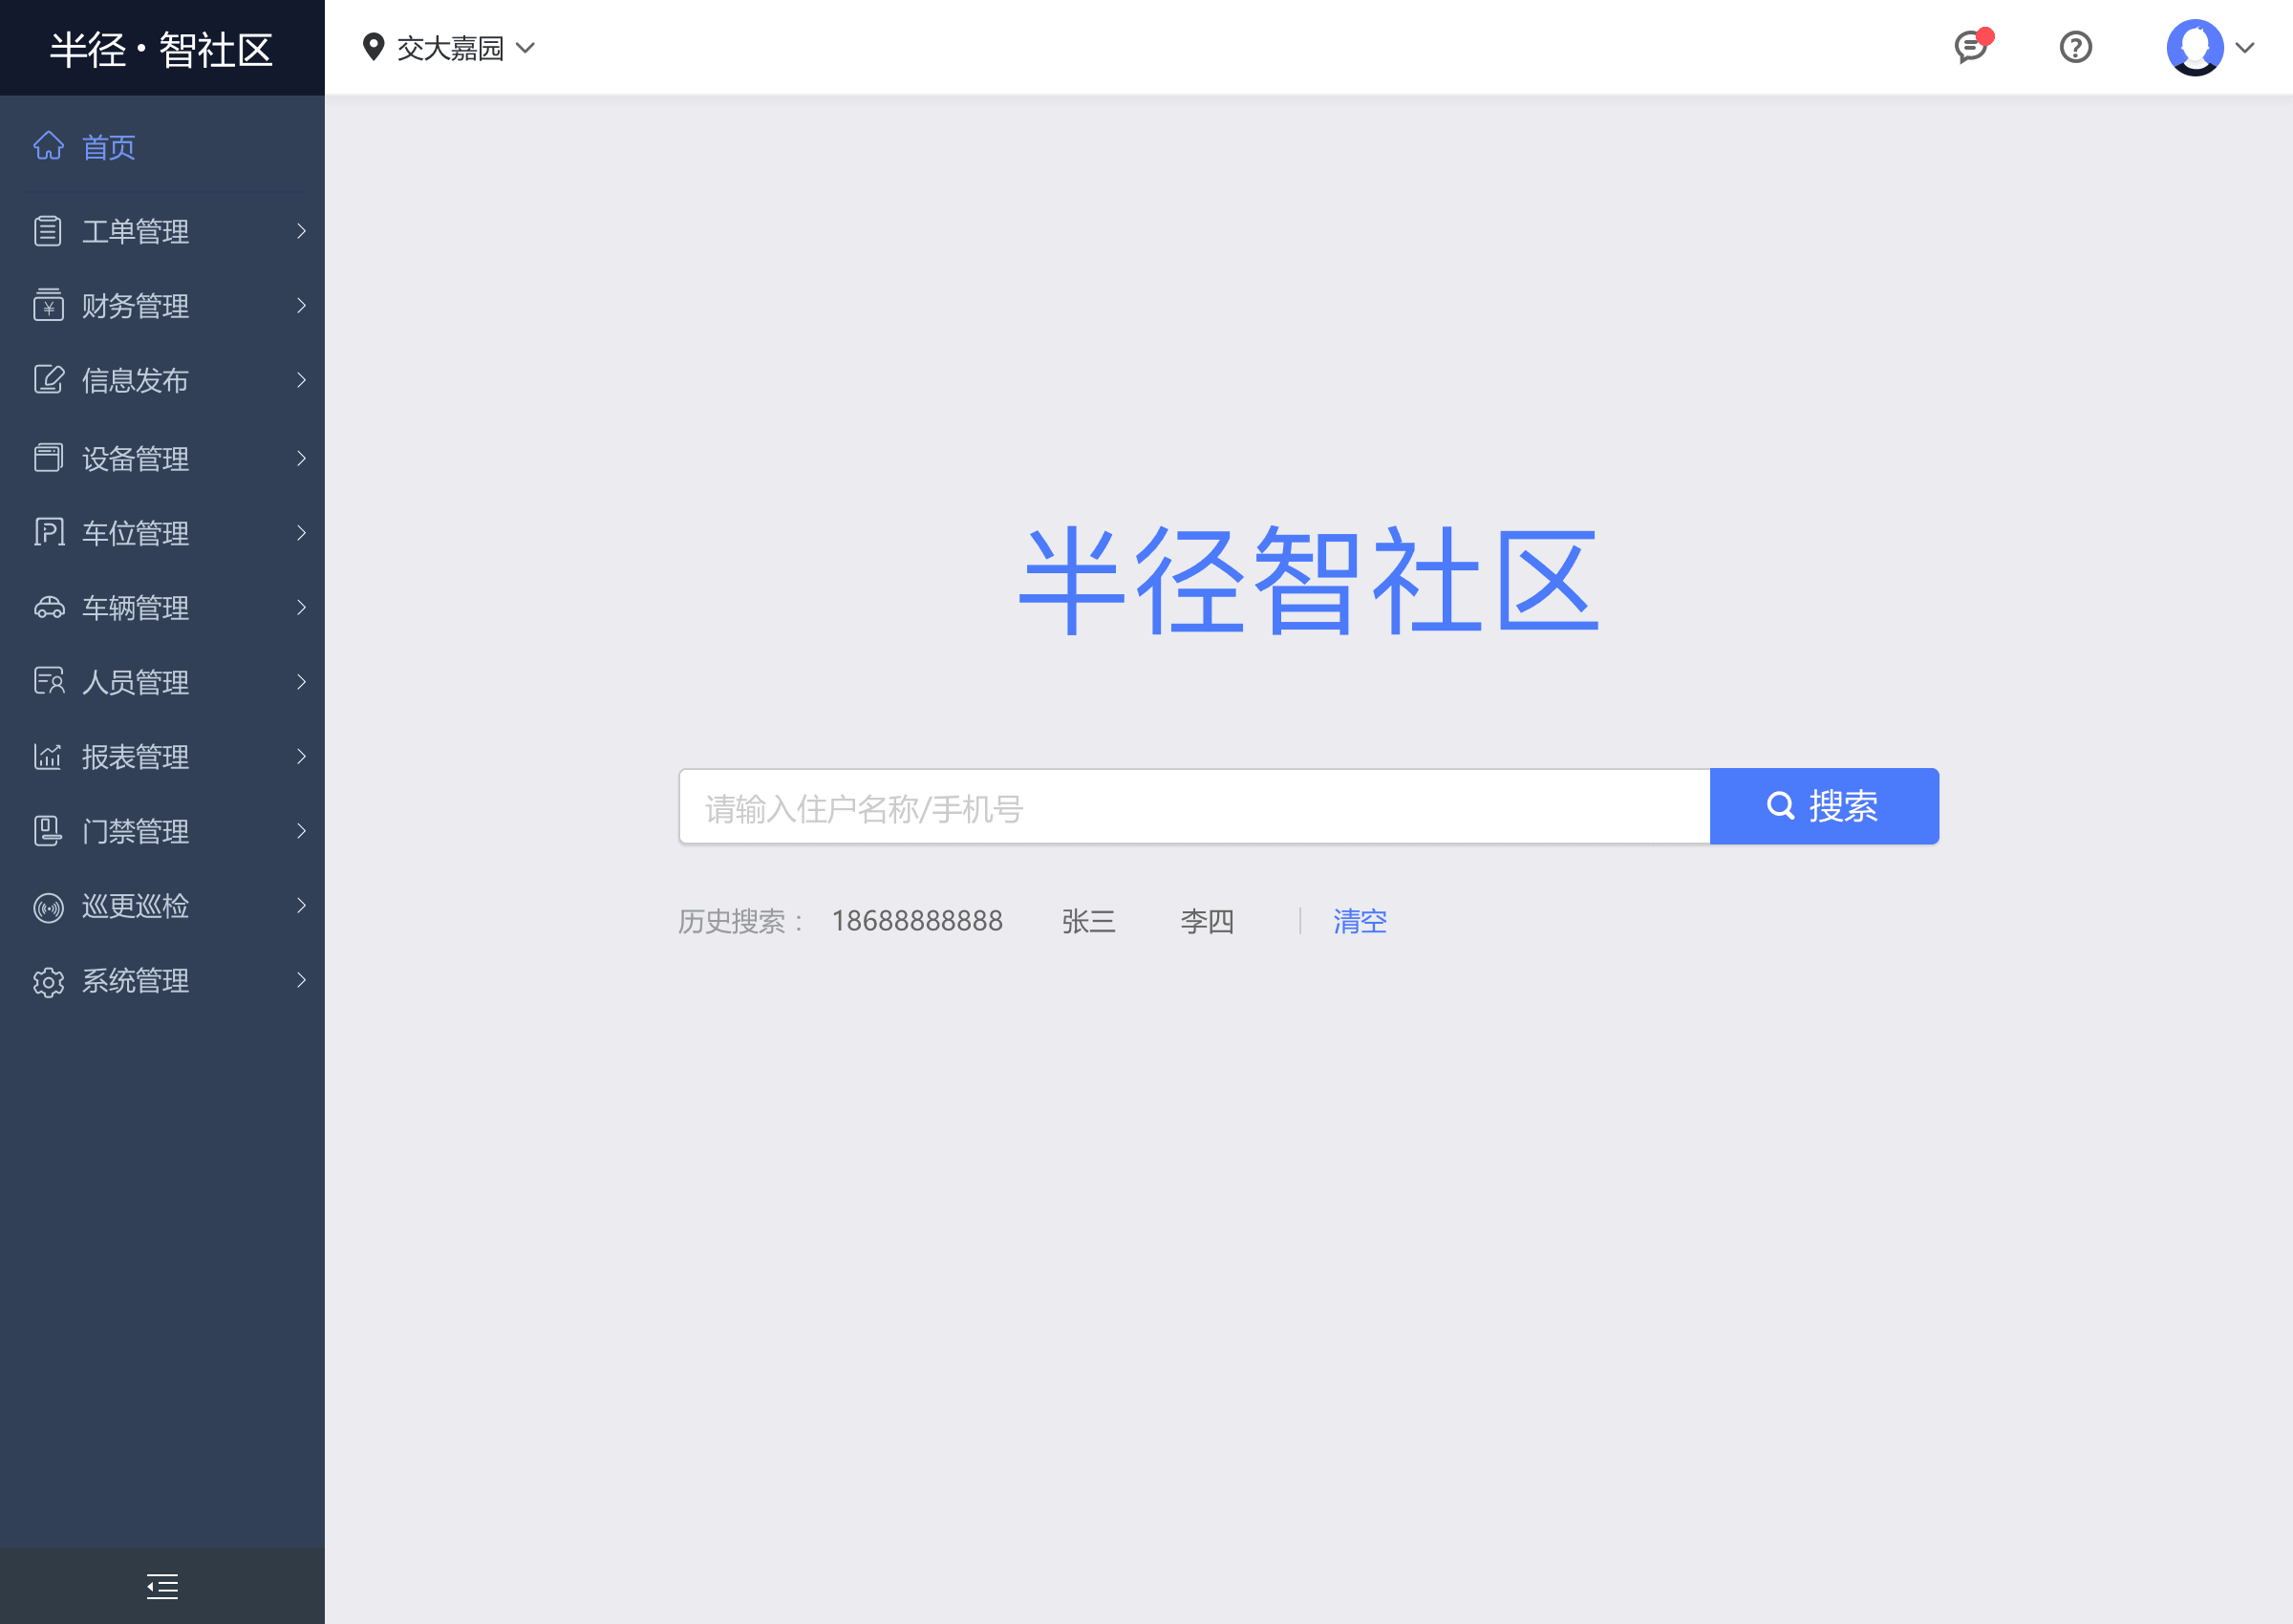 半径·智社区
交大嘉园
首页
工单管理
财务管理
信息发布
设备管理
车位管理
车辆管理
人员管理
报表管理
门禁管理
巡更巡检
系统管理
半径智社区
请输入住户名称/手机号
搜索
历史搜索： 18688888888 张三 李四 | 清空